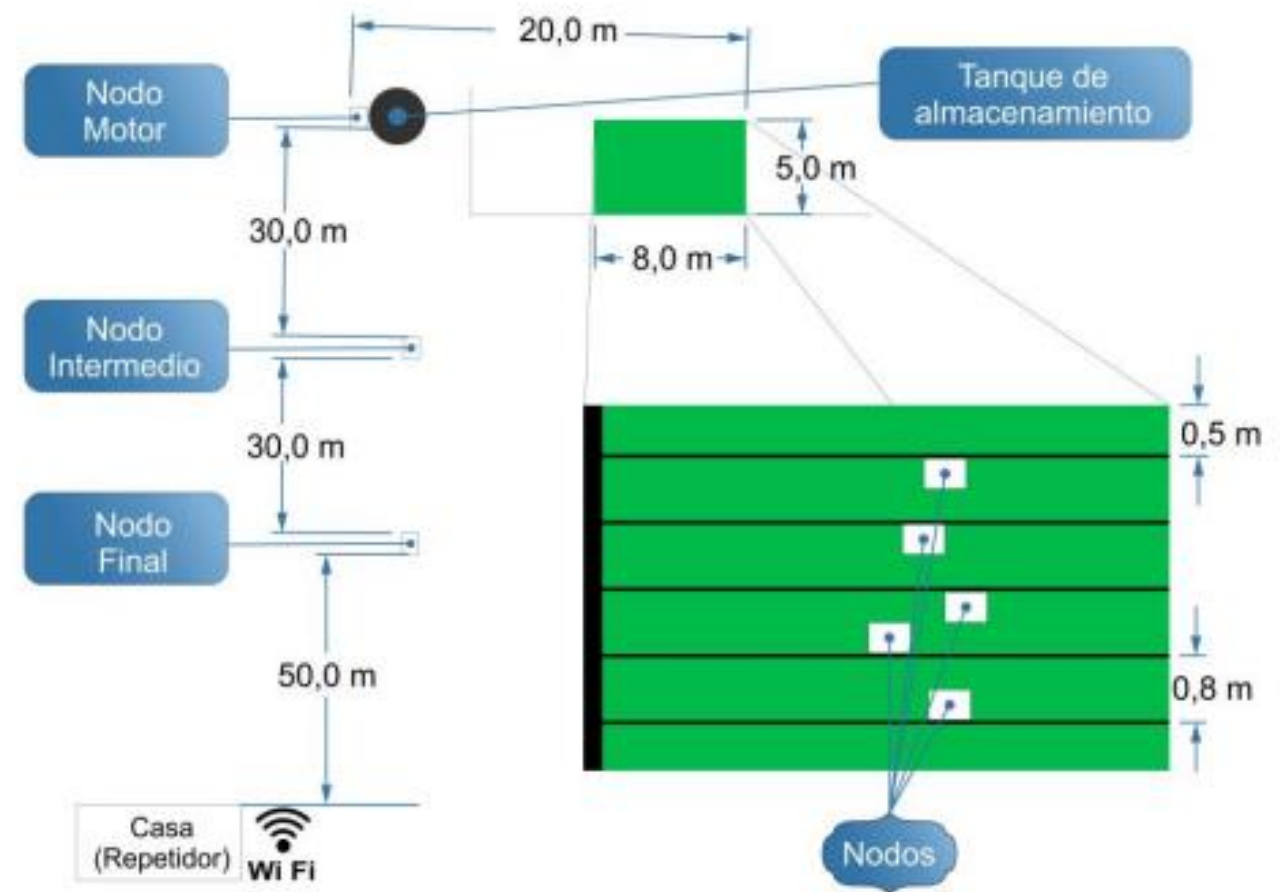 20,0 m
Nodo
Motor
Tanque de
almacenamiento
5,0 m
30,0 m
8,0 m
Nodo
Intermedio
0,5 m
30,0 m
Nodo
Final
50,0 m
0,8 m
Casa
(Repetidor)
Wi Fi
Nodos